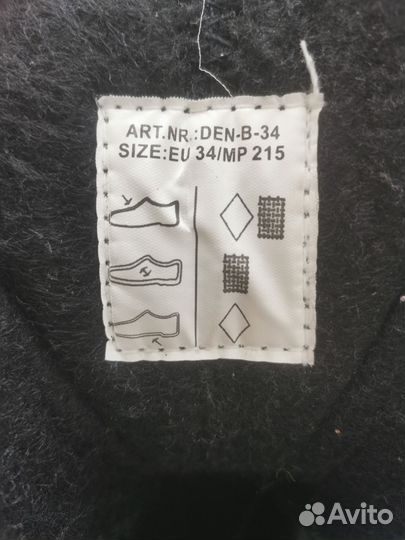 ART.NR.:DEN-B-34
SIZE:EU 34/MP 215
Avito